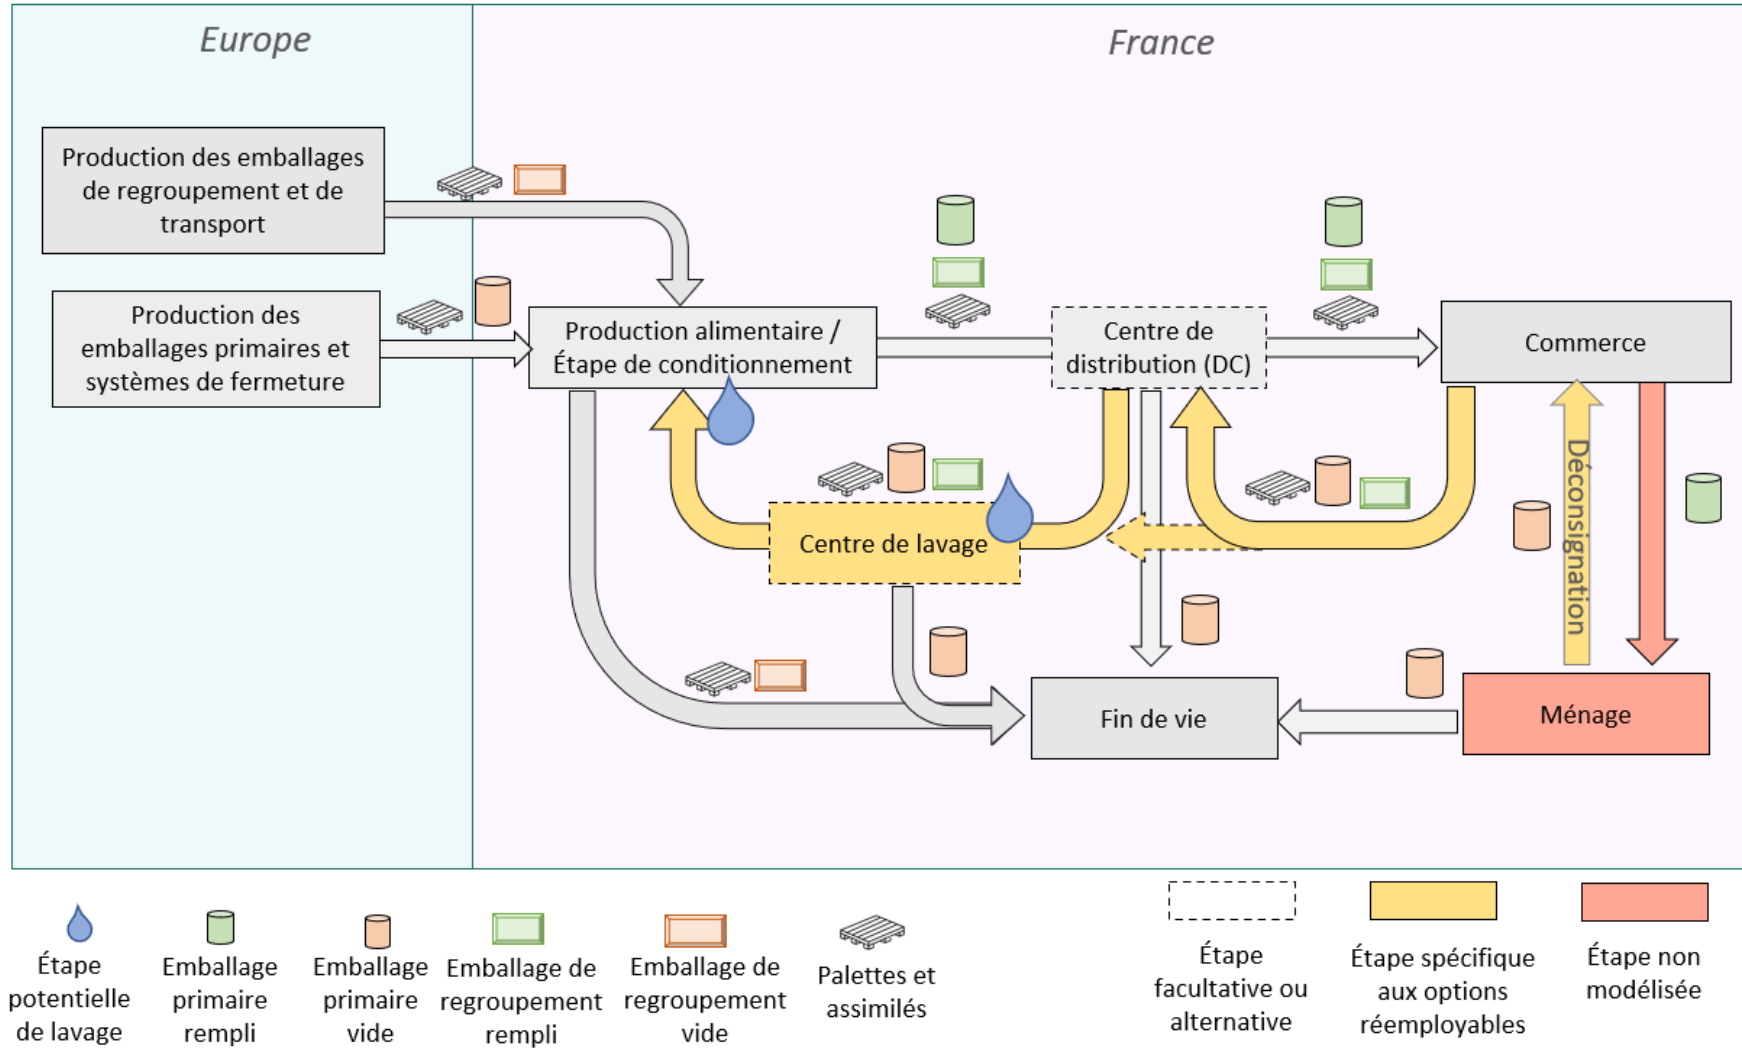 Europe
France
Production des emballages
de regroupement et de
transport
Production des
emballages primaires et
systèmes de fermeture
Production alimentaire /
Étape de conditionnement
Centre de
distribution (DC)
Commerce
Déconsignation
Centre de lavage
Fin de vie
Ménage
Étape
potentielle
de lavage
Emballage
primaire
rempli
Emballage
primaire
vide
Emballage de
regroupement
rempli
Emballage de
regroupement
vide
Palettes et
assimilés
Étape
facultative ou
alternative
Étape spécifique
aux options
réemployables
Étape non
modélisée